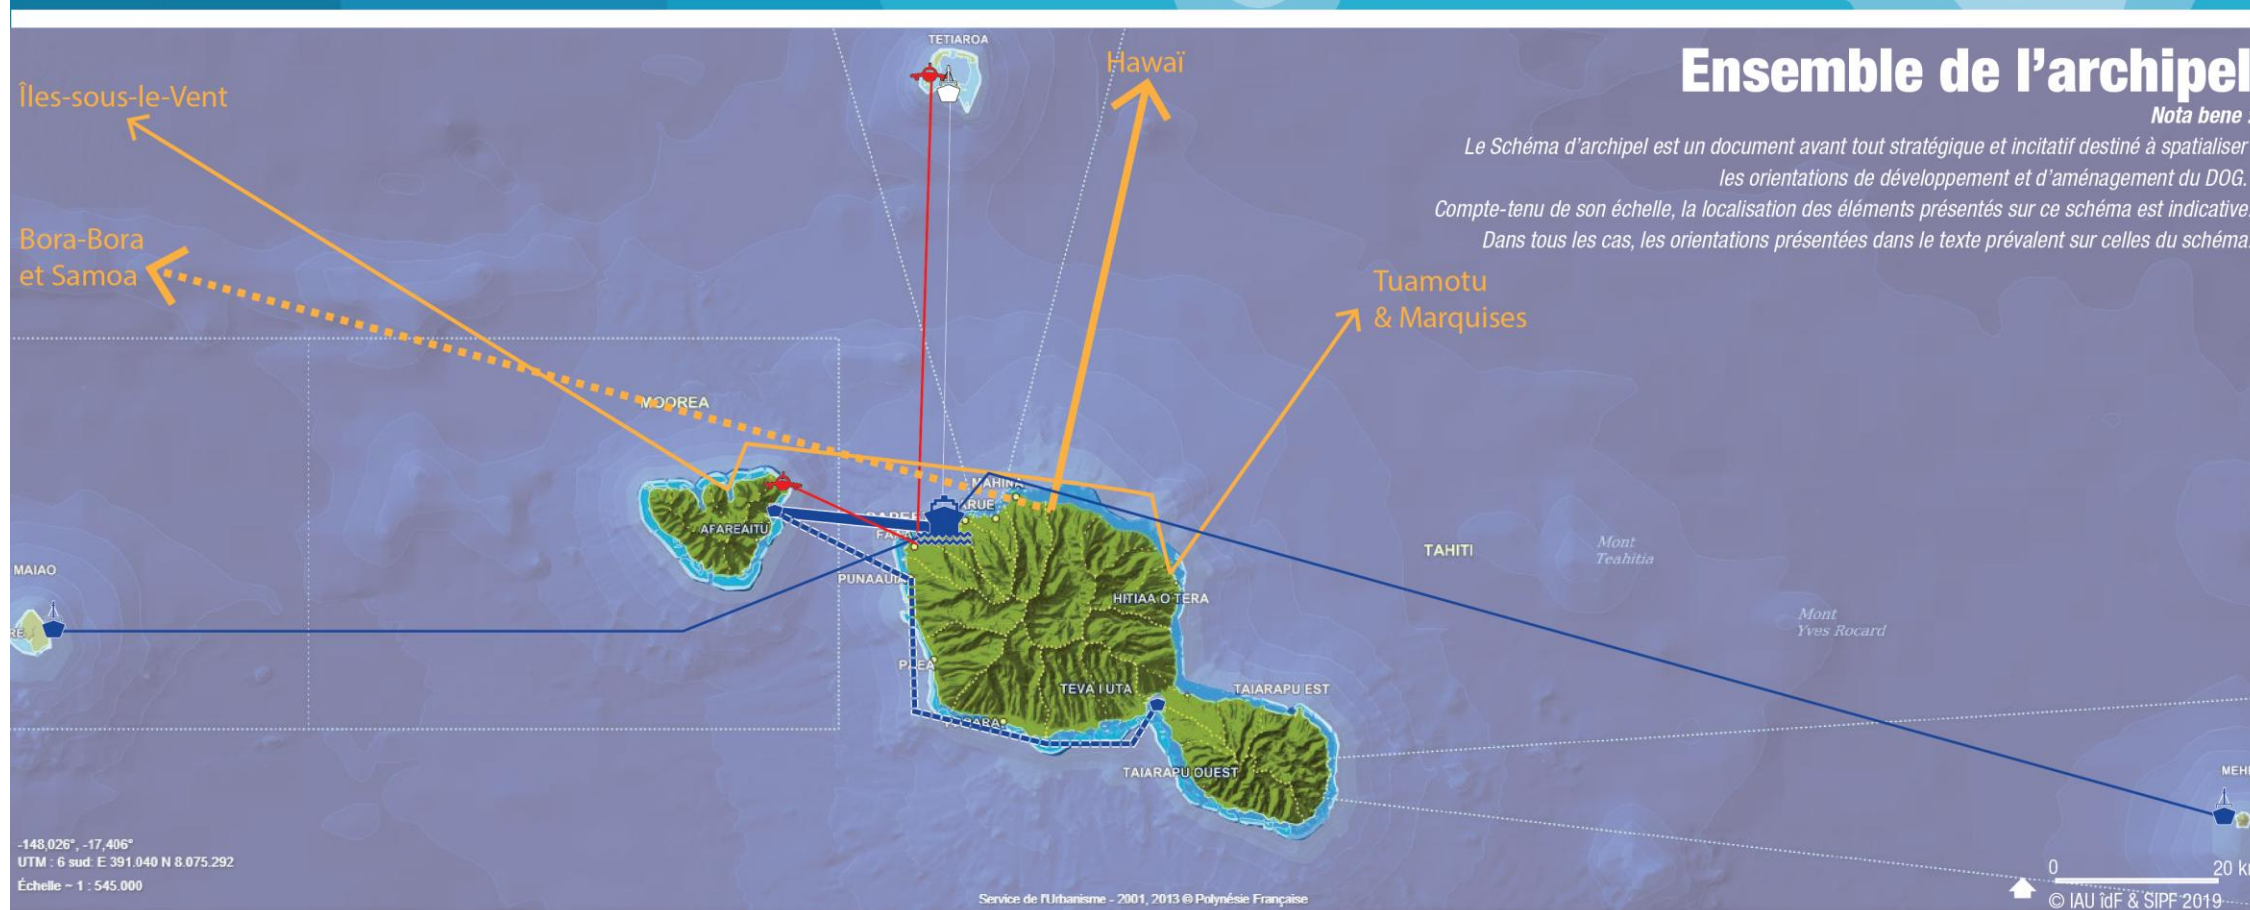 TETIAROA
Hawaï
Ensemble de l'archipel
Îles-sous-le-Vent
Nota bene :
Le Schéma d'archipel est un document avant tout stratégique et incitatif destiné à spatialiser
les orientations de développement et d'aménagement du DOG.
Compte-tenu de son échelle, la localisation des éléments présentés sur ce schéma est indicative.
Dans tous les cas, les orientations présentées dans le texte prévalent sur celles du schéma.
Bora-Bora
et Samoa
Tuamotu
& Marquises
MOOREA
MAHINA
ARUE
AFAREAITU
TAHITI
Mont
Teahitia
MAIAO
PUNAAUIA
HITIAA O TERA
Mont
Yves Rocard
TEVA I UTA
TAIARAPU EST
TAIARAPU OUEST
-148,026°, -17,406°
UTM : 6 sud: E 391.040 N 8.075.292
Échelle ~ 1 : 545.000
0
20 k
Service de l'Urbanisme - 2001, 2013 © Polynésie Française
© IAU îdF & SIPF 2019